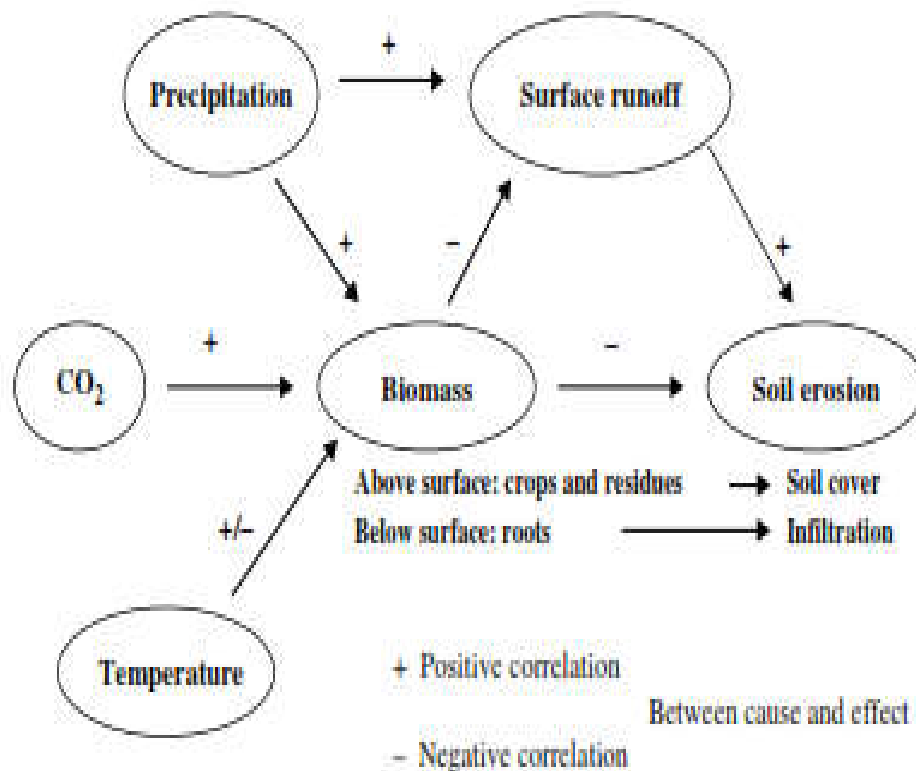 +
Precipitation
Surface runoff
+
−
+
+
−
CO₂
Biomass
Soil erosion
Above surface: crops and residues
Soil cover
+/−
Below surface: roots
Infiltration
Temperature
+ Positive correlation
Between cause and effect
− Negative correlation